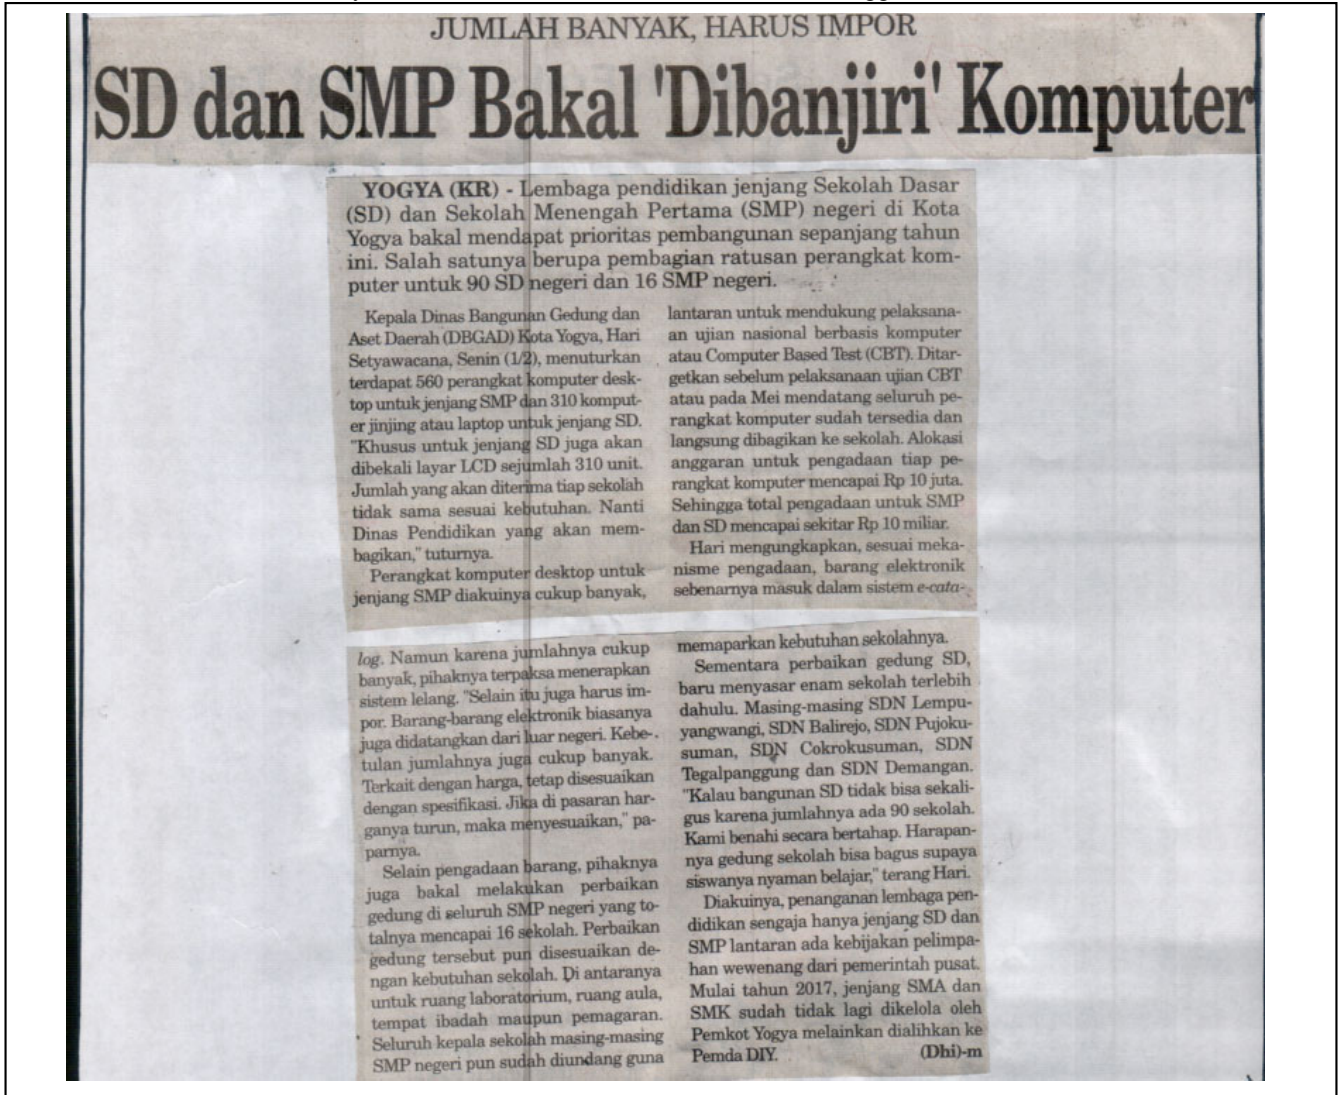 JUMLAH BANYAK, HARUS IMPOR
SD dan SMP Bakal 'Dibanjiri' Komputer
YOGYA (KR) - Lembaga pendidikan jenjang Sekolah Dasar
(SD) dan Sekolah Menengah Pertama (SMP) negeri di Kota
Yogya bakal mendapat prioritas pembangunan sepanjang tahun
ini. Salah satunya berupa pembagian ratusan perangkat kom-
puter untuk 90 SD negeri dan 16 SMP negeri.
Kepala Dinas Bangunan Gedung dan
Aset Daerah (DBGAD) Kota Yogya, Hari
Setyawacana, Senin (1/2), menuturkan
terdapat 560 perangkat komputer desk-
top untuk jenjang SMP dan 310 komput-
er jinjing atau laptop untuk jenjang SD.
"Khusus untuk jenjang SD juga akan
dibekali layar LCD sejumlah 310 unit.
Jumlah yang akan diterima tiap sekolah
tidak sama sesuai kebutuhan. Nanti
Dinas Pendidikan yang akan mem-
bagikan," tuturnya.
Perangkat komputer desktop untuk
jenjang SMP diakuinya cukup banyak,
lantaran untuk mendukung pelaksana-
an ujian nasional berbasis komputer
atau Computer Based Test (CBT). Ditar-
getkan sebelum pelaksanaan ujian CBT
atau pada Mei mendatang seluruh pe-
rangkat komputer sudah tersedia dan
langsung dibagikan ke sekolah. Alokasi
anggaran untuk pengadaan tiap pe-
rangkat komputer mencapai Rp 10 juta.
Sehingga total pengadaan untuk SMP
dan SD mencapai sekitar Rp 10 miliar.
Hari mengungkapkan, sesuai meka-
nisme pengadaan, barang elektronik
sebenarnya masuk dalam sistem e-cata-
log. Namun karena jumlahnya cukup
banyak, pihaknya terpaksa menerapkan
sistem lelang. "Selain itu juga harus im-
por. Barang-barang elektronik biasanya
juga didatangkan dari luar negeri. Kebe-
tulan jumlahnya juga cukup banyak.
Terkait dengan harga, tetap disesuaikan
dengan spesifikasi. Jika di pasaran har-
ganya turun, maka menyesuaikan," pa-
parnya.
Selain pengadaan barang, pihaknya
juga bakal melakukan perbaikan
gedung di seluruh SMP negeri yang to-
talnya mencapai 16 sekolah. Perbaikan
gedung tersebut pun disesuaikan de-
ngan kebutuhan sekolah. Di antaranya
untuk ruang laboratorium, ruang aula,
tempat ibadah maupun pemagaran.
Seluruh kepala sekolah masing-masing
SMP negeri pun sudah diundang guna
memaparkan kebutuhan sekolahnya.
Sementara perbaikan gedung SD,
baru menyasar enam sekolah terlebih
dahulu. Masing-masing SDN Lempu-
yangwangi, SDN Balirejo, SDN Pujoku-
suman, SDN Cokrokusuman, SDN
Tegalpanggung dan SDN Demangan.
"Kalau bangunan SD tidak bisa sekali-
gus karena jumlahnya ada 90 sekolah.
Kami benahi secara bertahap. Harapan-
nya gedung sekolah bisa bagus supaya
siswanya nyaman belajar," terang Hari.
Diakuinya, penanganan lembaga pen-
didikan sengaja hanya jenjang SD dan
SMP lantaran ada kebijakan pelimpa-
han wewenang dari pemerintah pusat.
Mulai tahun 2017, jenjang SMA dan
SMK sudah tidak lagi dikelola oleh
Pemkot Yogya melainkan dialihkan ke
Pemda DIY. (Dhi)-m